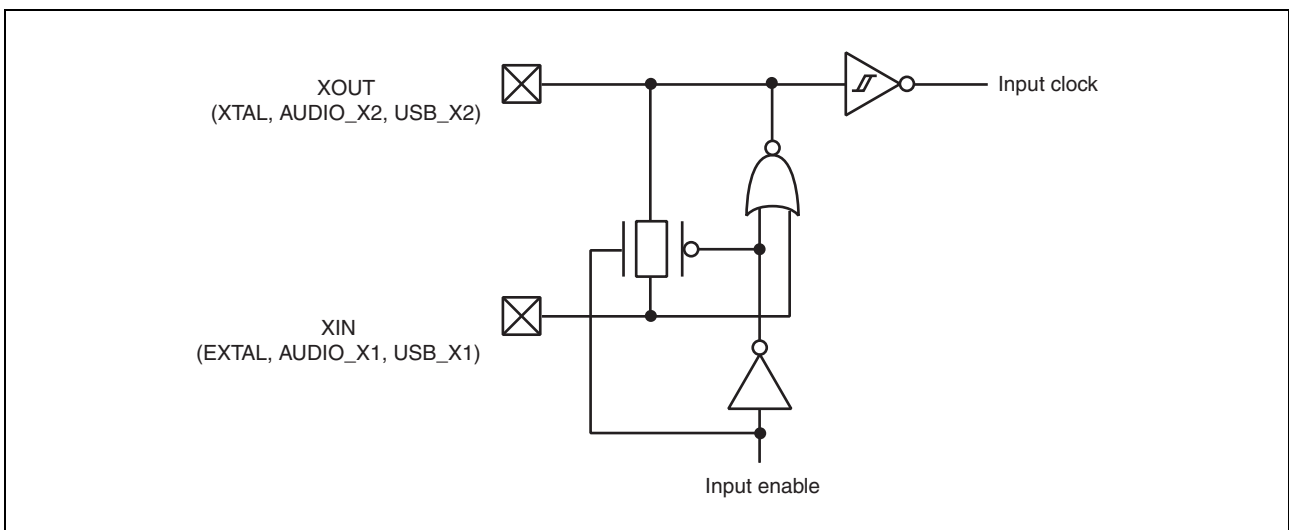 XOUT
(XTAL, AUDIO_X2, USB_X2)
Input clock
XIN
(EXTAL, AUDIO_X1, USB_X1)
Input enable